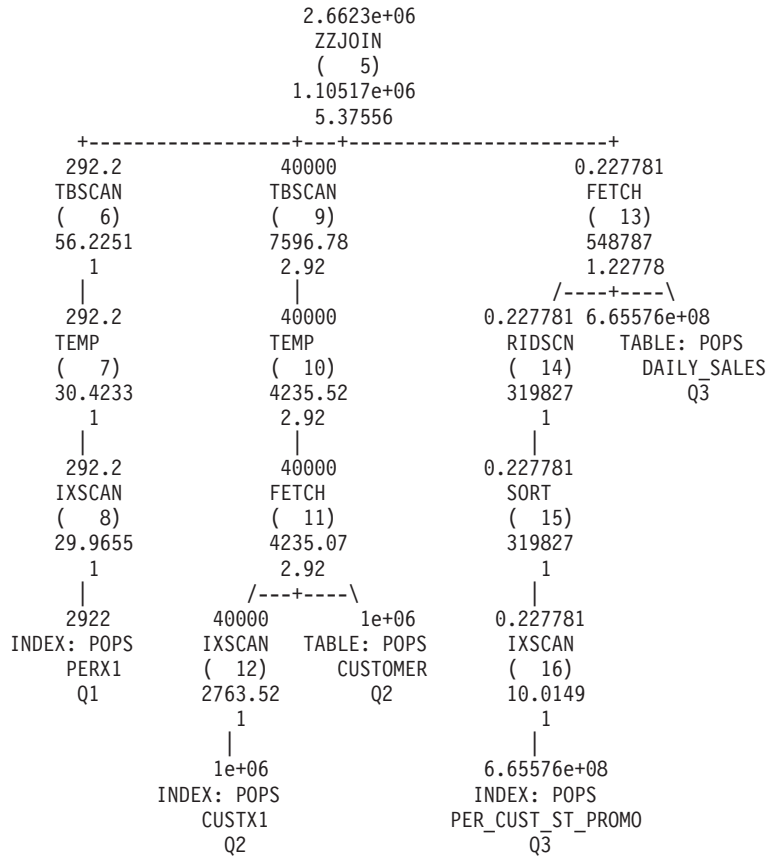 2.6623e+06
ZZJOIN
( 5)
1.10517e+06
5.37556
+------------------+---+------------------------+
292.2 40000 0.227781
TBSCAN TBSCAN FETCH
( 6) ( 9) ( 13)
56.2251 7596.78 548787
1 2.92 1.22778
| | /----+----\
292.2 40000 0.227781 6.65576e+08
TEMP TEMP RIDSCN TABLE: POPS
( 7) ( 10) ( 14) DAILY_SALES
30.4233 4235.52 319827 Q3
1 2.92 1
| | |
292.2 40000 0.227781
IXSCAN FETCH SORT
( 8) ( 11) ( 15)
29.9655 4235.07 319827
1 2.92 1
| /---+----\ |
2922 40000 1e+06 0.227781
INDEX: POPS IXSCAN TABLE: POPS IXSCAN
PERX1 ( 12) CUSTOMER ( 16)
Q1 2763.52 Q2 10.0149
1 1
| |
1e+06 6.65576e+08
INDEX: POPS INDEX: POPS
CUSTX1 PER_CUST_ST_PROMO
Q2 Q3